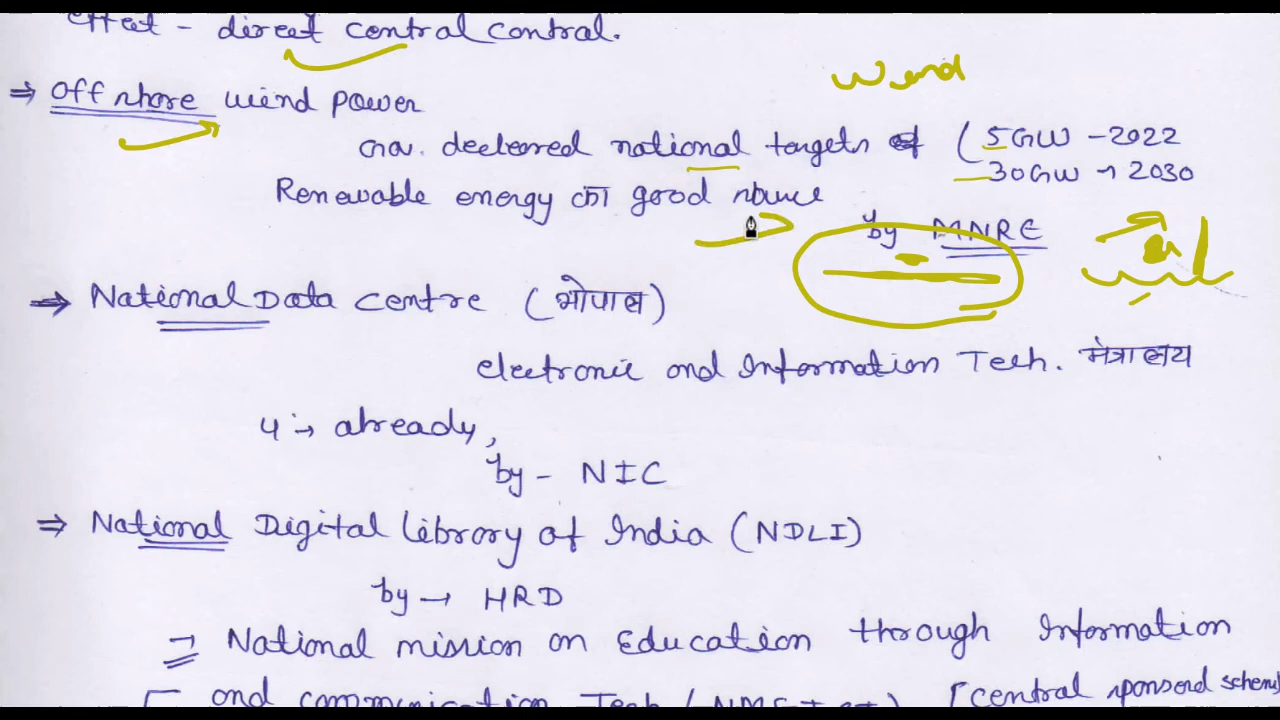 effect - direct central control.
⇒ Off shore wind power
Wind
Gov. declared national targets of (5GW - 2022
30GW → 2030
Renewable energy का good source
by MNRE
→ National Data Centre (भोपाल)
electronic and Information Tech. मंत्रालय
4 → already,
by - NIC
⇒ National Digital Library of India (NDLI)
by → HRD
⇒ National mission on Education through Information
and communication Tech [central sponsored scheme